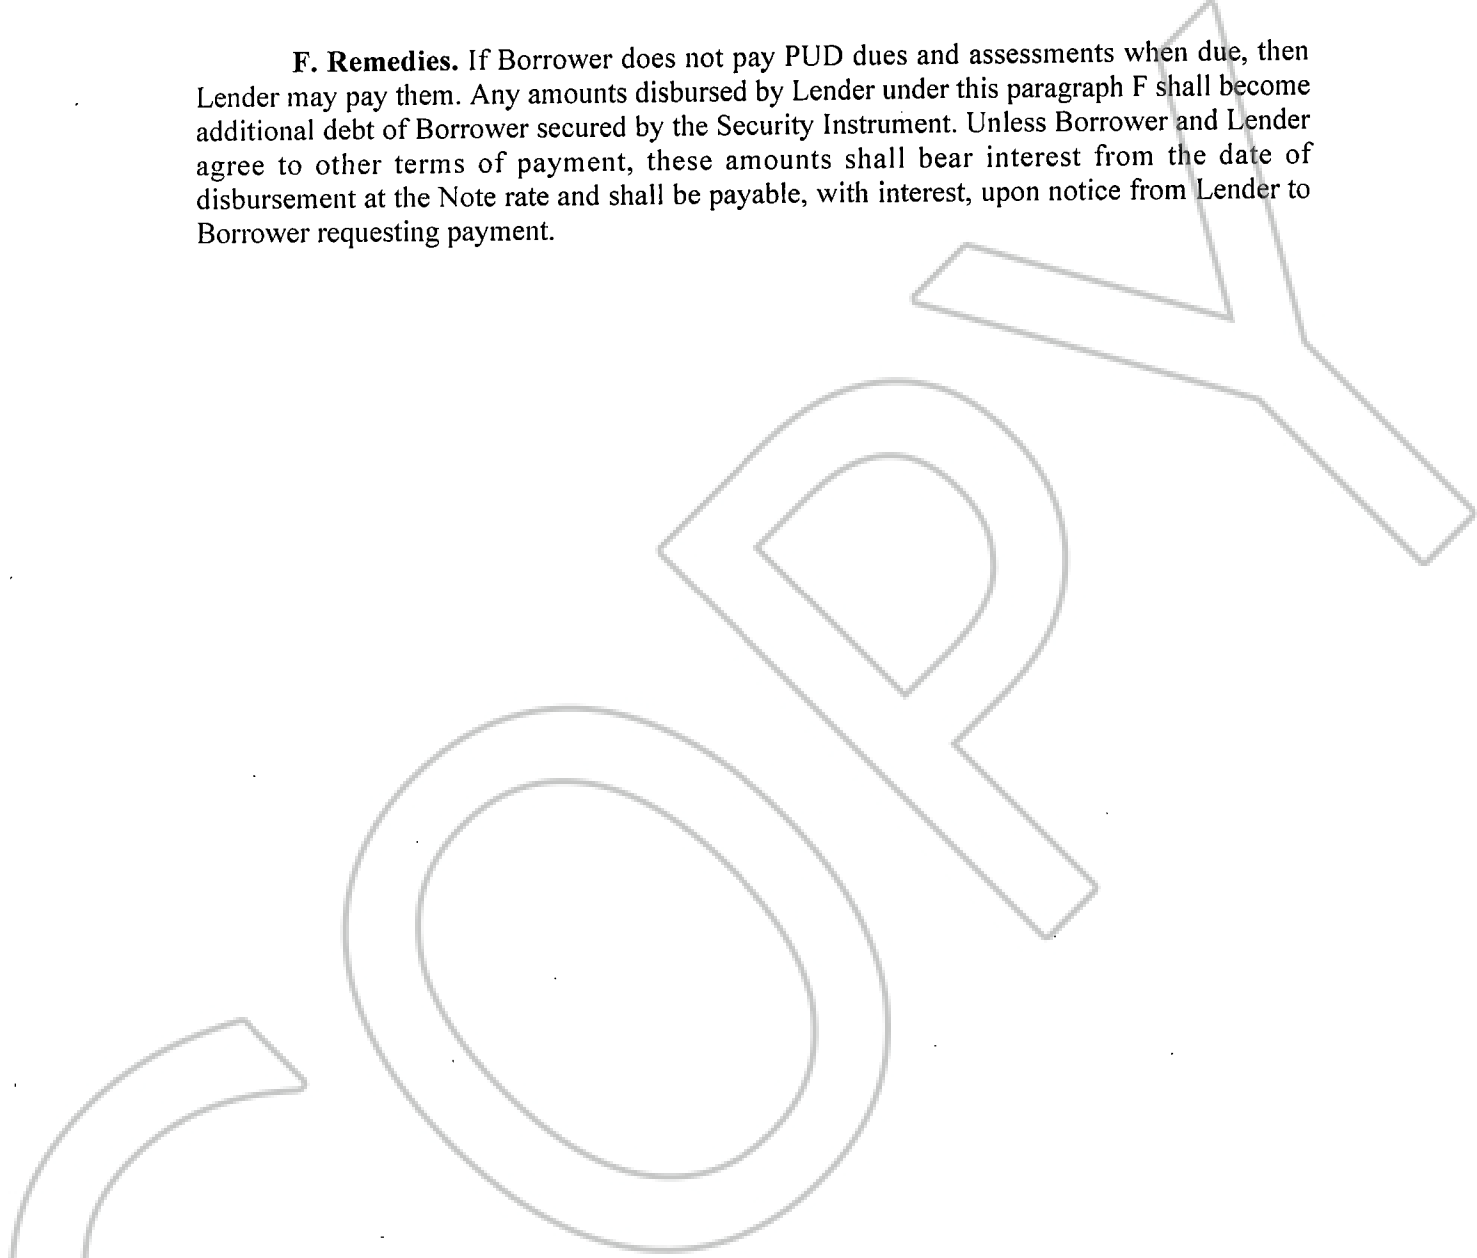 F. Remedies. If Borrower does not pay PUD dues and assessments when due, then
Lender may pay them. Any amounts disbursed by Lender under this paragraph F shall become
additional debt of Borrower secured by the Security Instrument. Unless Borrower and Lender
agree to other terms of payment, these amounts shall bear interest from the date of
disbursement at the Note rate and shall be payable, with interest, upon notice from Lender to
Borrower requesting payment.
COPY